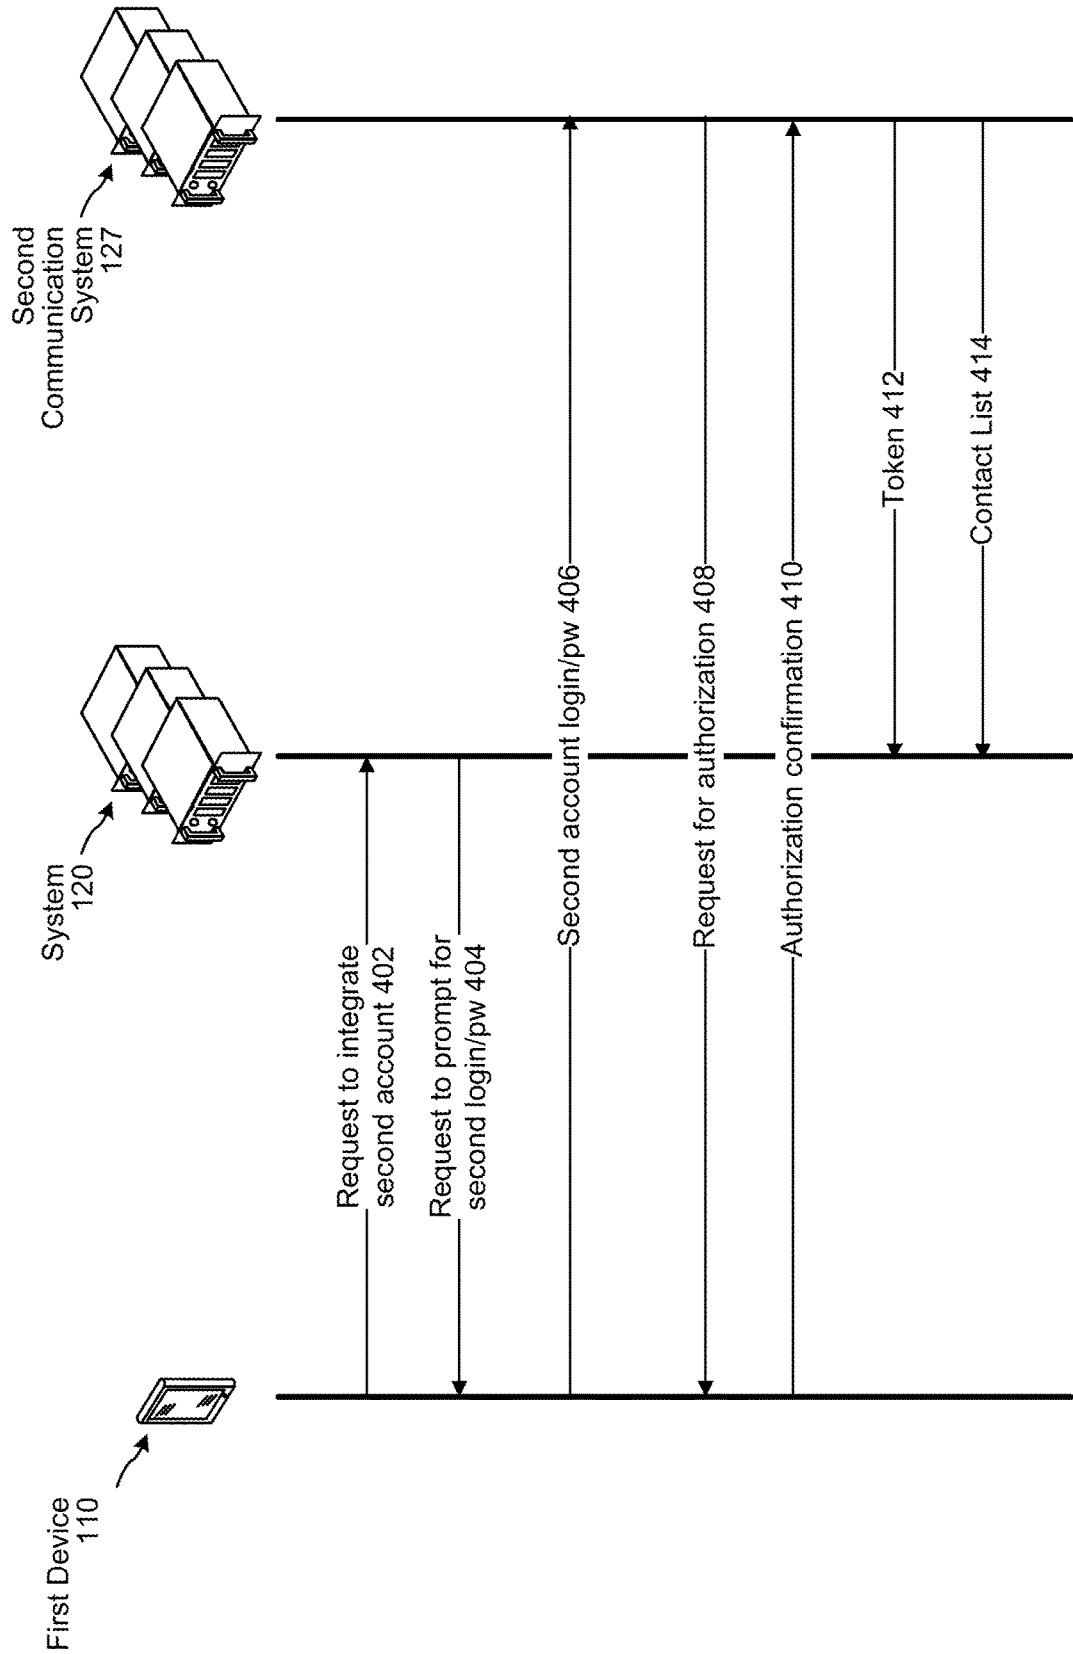 First Device
110
System
120
Second
Communication
System
127
Request to integrate
second account 402
Request to prompt for
second login/pw 404
Second account login/pw 406
Request for authorization 408
Authorization confirmation 410
Token 412
Contact List 414